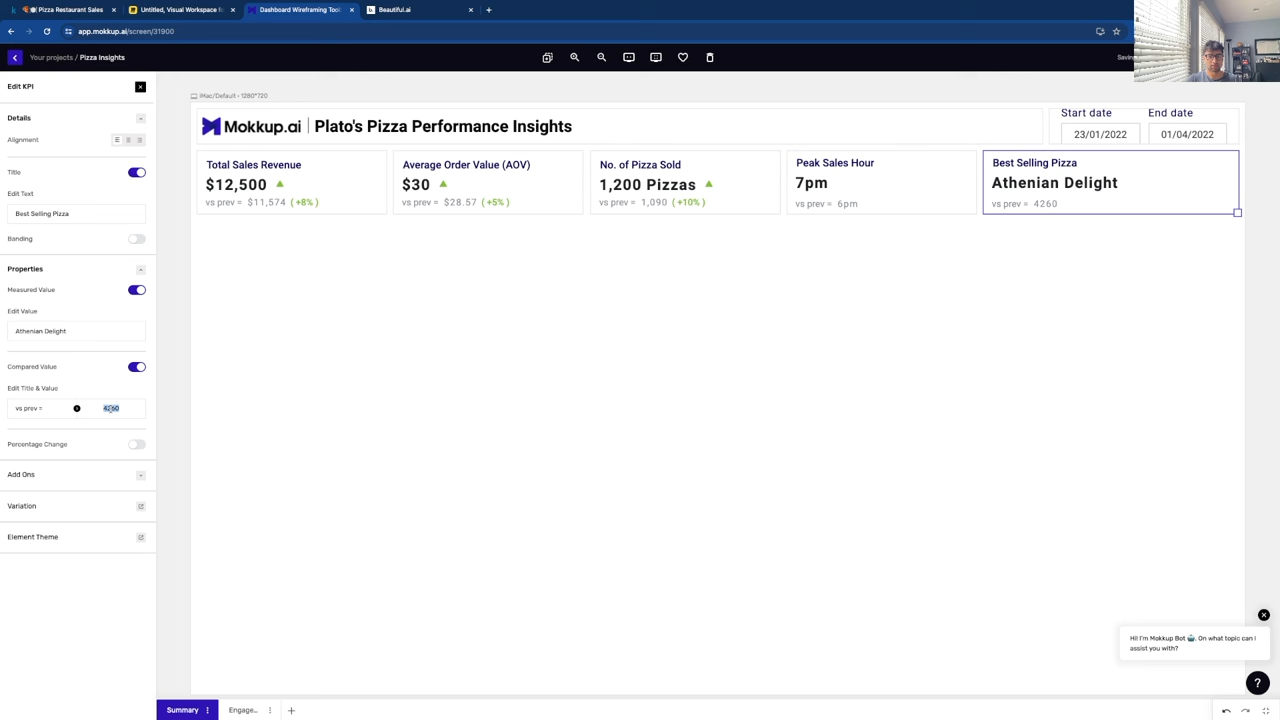 Pizza Restaurant Sales
Untitled, Visual Workspace f
Dashboard Wireframing Tool
Beautiful.ai
app.mokkup.ai/screen/31900
Your projects / Pizza Insights
Saving
Edit KPI
Details
Alignment
Title
Edit Text
Best Selling Pizza
Banding
Properties
Measured Value
Edit Value
Athenian Delight
Compared Value
Edit Title & Value
vs prev =
4260
Percentage Change
Add Ons
Variation
Element Theme
iMac/Default • 1280*720
Mokkup.ai
Plato's Pizza Performance Insights
Start date
End date
23/01/2022
01/04/2022
Total Sales Revenue
$12,500
vs prev = $11,574 (+8%)
Average Order Value (AOV)
$30
vs prev = $28.57 (+5%)
No. of Pizza Sold
1,200 Pizzas
vs prev = 1,090 (+10%)
Peak Sales Hour
7pm
vs prev = 6pm
Best Selling Pizza
Athenian Delight
vs prev = 4260
Hi! I'm Mokkup Bot 🤖. On what topic can I
assist you with?
?
Summary
Engage...